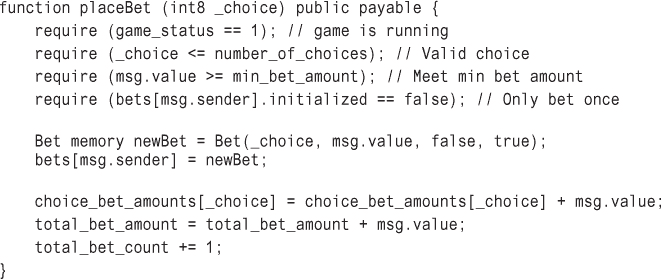 function placeBet (int8 _choice) public payable {
    require (game_status == 1); // game is running
    require (_choice <= number_of_choices); // Valid choice
    require (msg.value >= min_bet_amount); // Meet min bet amount
    require (bets[msg.sender].initialized == false); // Only bet once

    Bet memory newBet = Bet(_choice, msg.value, false, true);
    bets[msg.sender] = newBet;

    choice_bet_amounts[_choice] = choice_bet_amounts[_choice] + msg.value;
    total_bet_amount = total_bet_amount + msg.value;
    total_bet_count += 1;
}